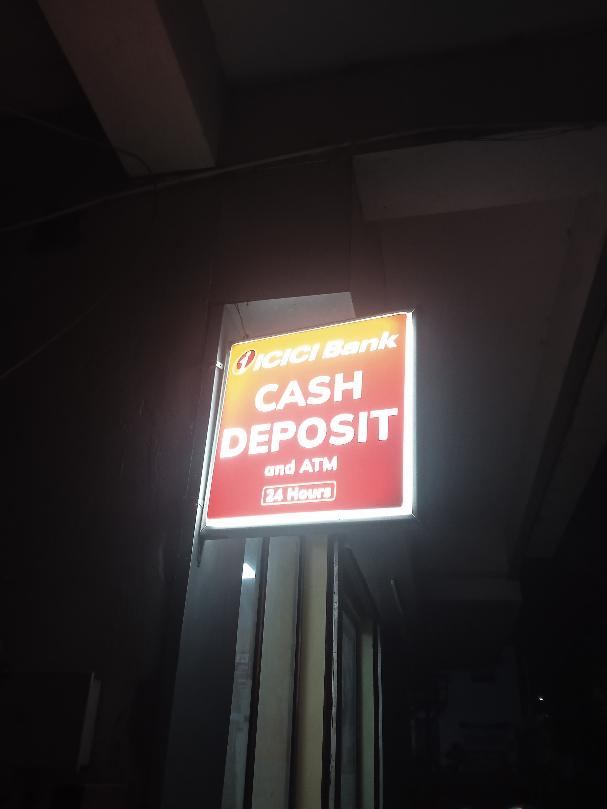 ICICI Bank
CASH
DEPOSIT
and ATM
24 Hours